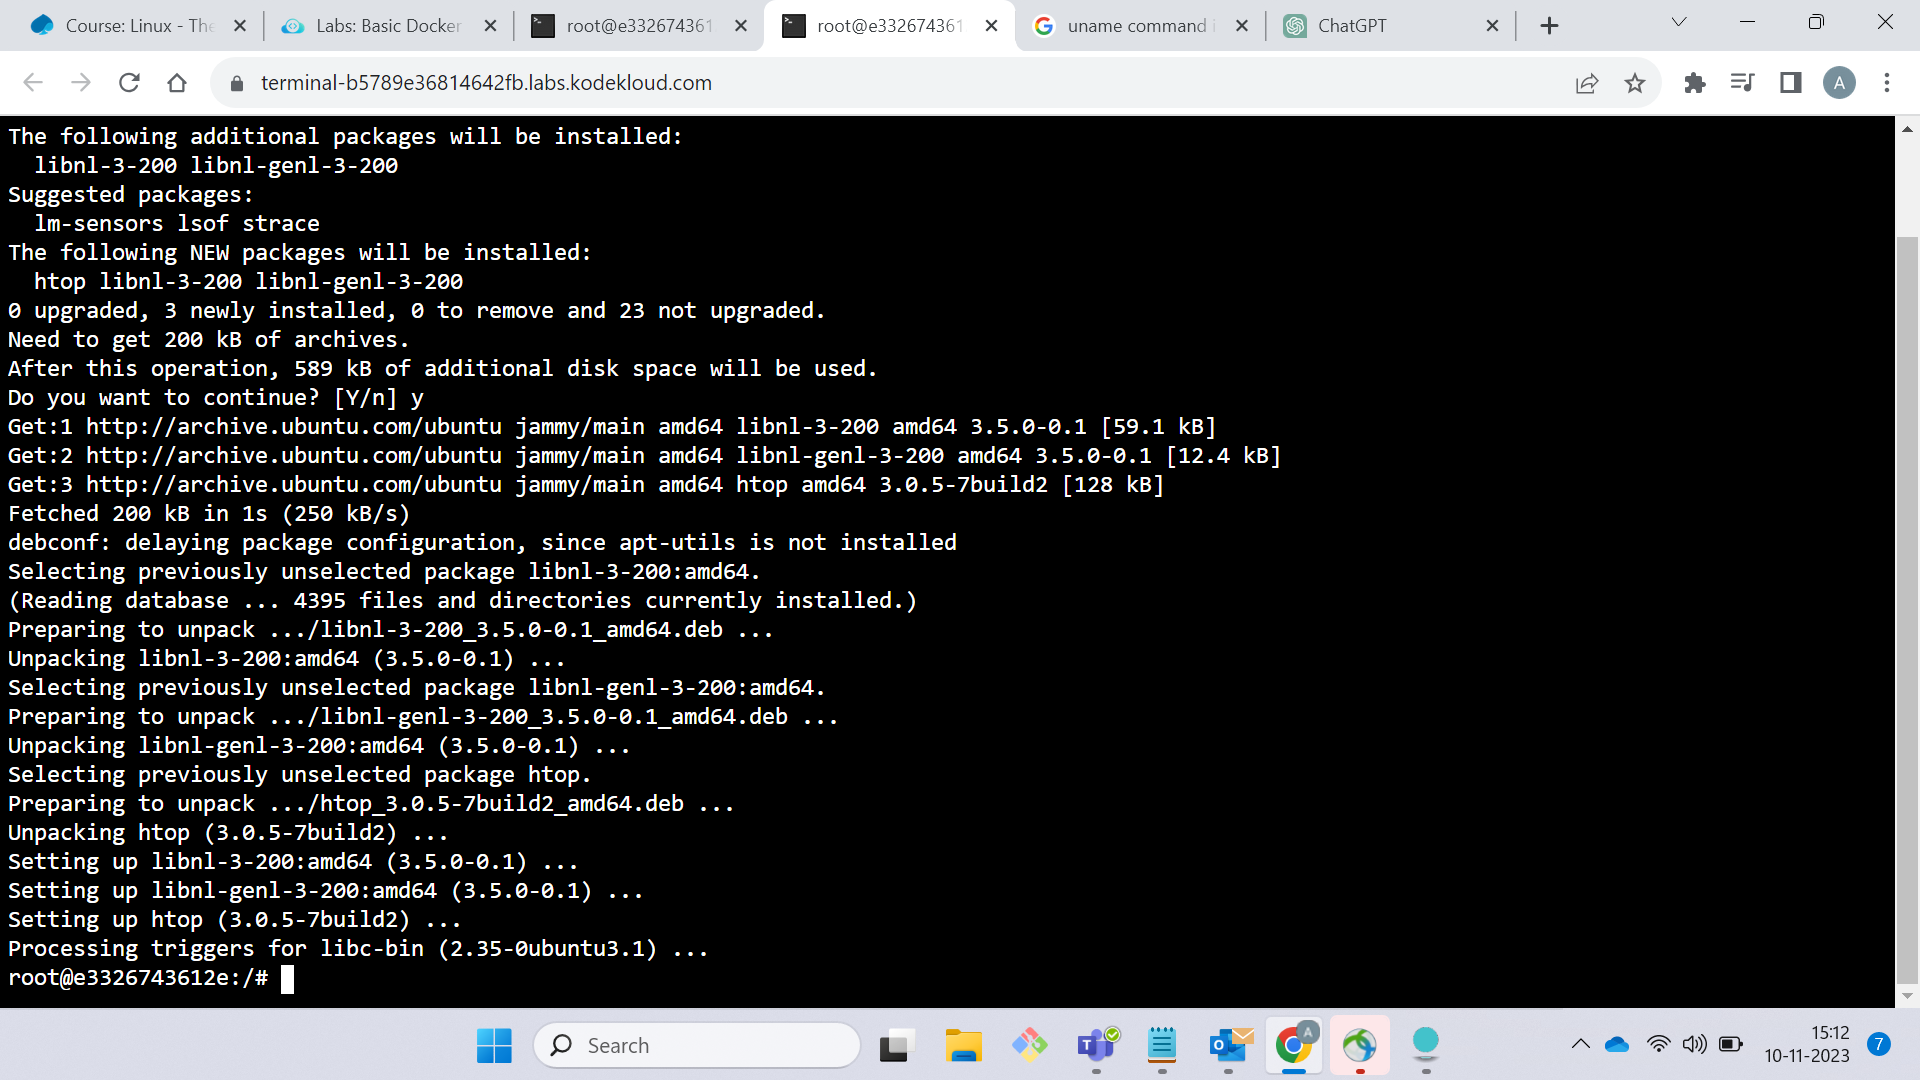 Course: Linux - The
Labs: Basic Docker
root@e332674361
root@e332674361
uname command i
ChatGPT
terminal-b5789e36814642fb.labs.kodekloud.com
A
The following additional packages will be installed:
  libnl-3-200 libnl-genl-3-200
Suggested packages:
  lm-sensors lsof strace
The following NEW packages will be installed:
  htop libnl-3-200 libnl-genl-3-200
0 upgraded, 3 newly installed, 0 to remove and 23 not upgraded.
Need to get 200 kB of archives.
After this operation, 589 kB of additional disk space will be used.
Do you want to continue? [Y/n] y
Get:1 http://archive.ubuntu.com/ubuntu jammy/main amd64 libnl-3-200 amd64 3.5.0-0.1 [59.1 kB]
Get:2 http://archive.ubuntu.com/ubuntu jammy/main amd64 libnl-genl-3-200 amd64 3.5.0-0.1 [12.4 kB]
Get:3 http://archive.ubuntu.com/ubuntu jammy/main amd64 htop amd64 3.0.5-7build2 [128 kB]
Fetched 200 kB in 1s (250 kB/s)
debconf: delaying package configuration, since apt-utils is not installed
Selecting previously unselected package libnl-3-200:amd64.
(Reading database ... 4395 files and directories currently installed.)
Preparing to unpack .../libnl-3-200_3.5.0-0.1_amd64.deb ...
Unpacking libnl-3-200:amd64 (3.5.0-0.1) ...
Selecting previously unselected package libnl-genl-3-200:amd64.
Preparing to unpack .../libnl-genl-3-200_3.5.0-0.1_amd64.deb ...
Unpacking libnl-genl-3-200:amd64 (3.5.0-0.1) ...
Selecting previously unselected package htop.
Preparing to unpack .../htop_3.0.5-7build2_amd64.deb ...
Unpacking htop (3.0.5-7build2) ...
Setting up libnl-3-200:amd64 (3.5.0-0.1) ...
Setting up libnl-genl-3-200:amd64 (3.5.0-0.1) ...
Setting up htop (3.0.5-7build2) ...
Processing triggers for libc-bin (2.35-0ubuntu3.1) ...
root@e3326743612e:/#
Search
T
O
A
15:12
10-11-2023
7